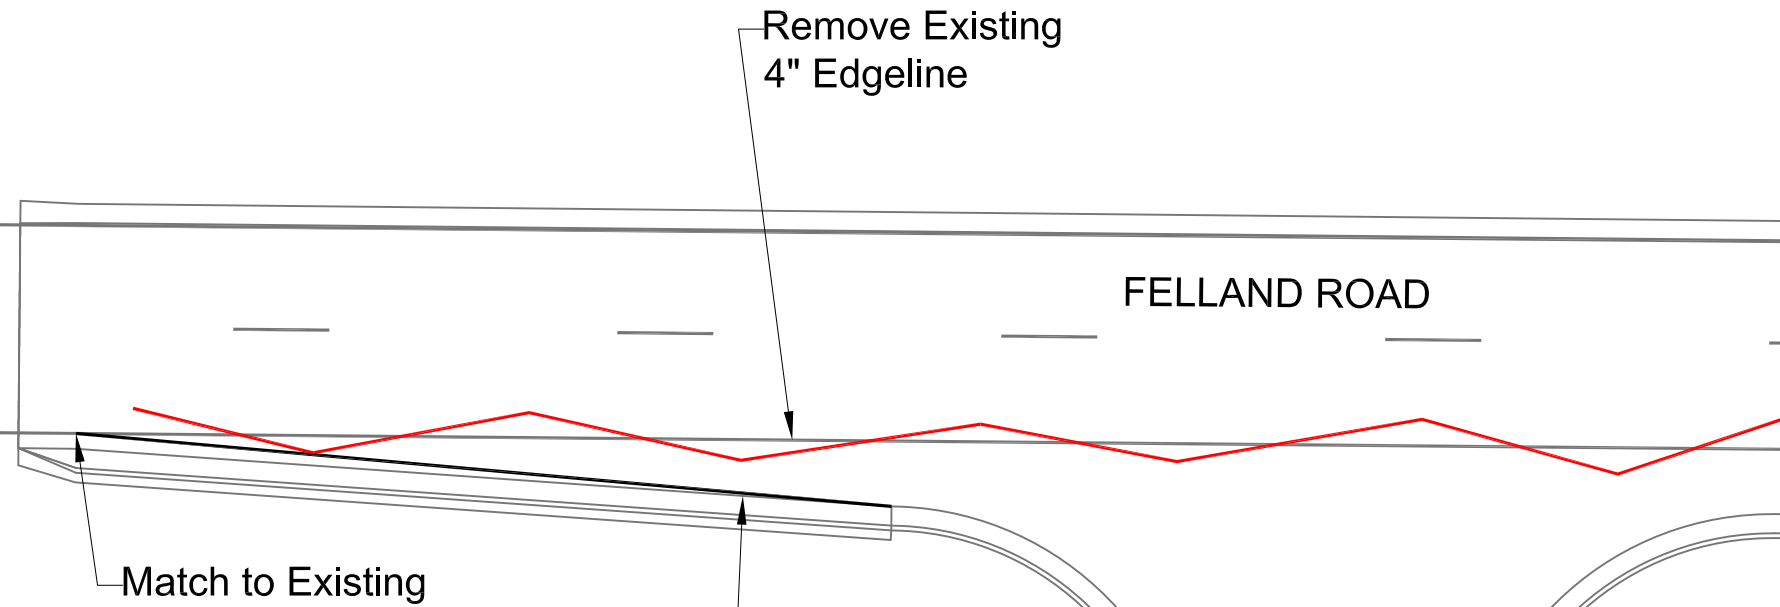 Remove Existing
4" Edgeline
FELLAND ROAD
Match to Existing